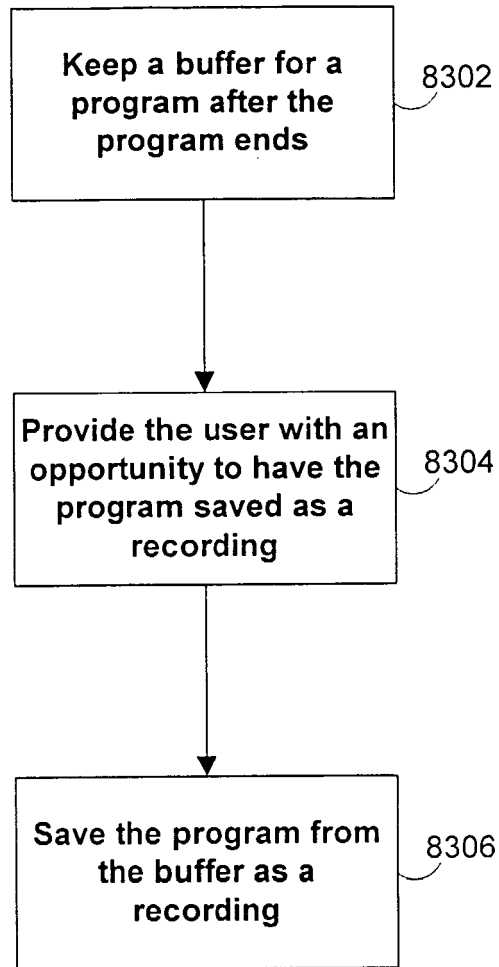 Keep a buffer for a
program after the
program ends
8302
Provide the user with an
opportunity to have the
program saved as a
recording
8304
Save the program from
the buffer as a
recording
8306